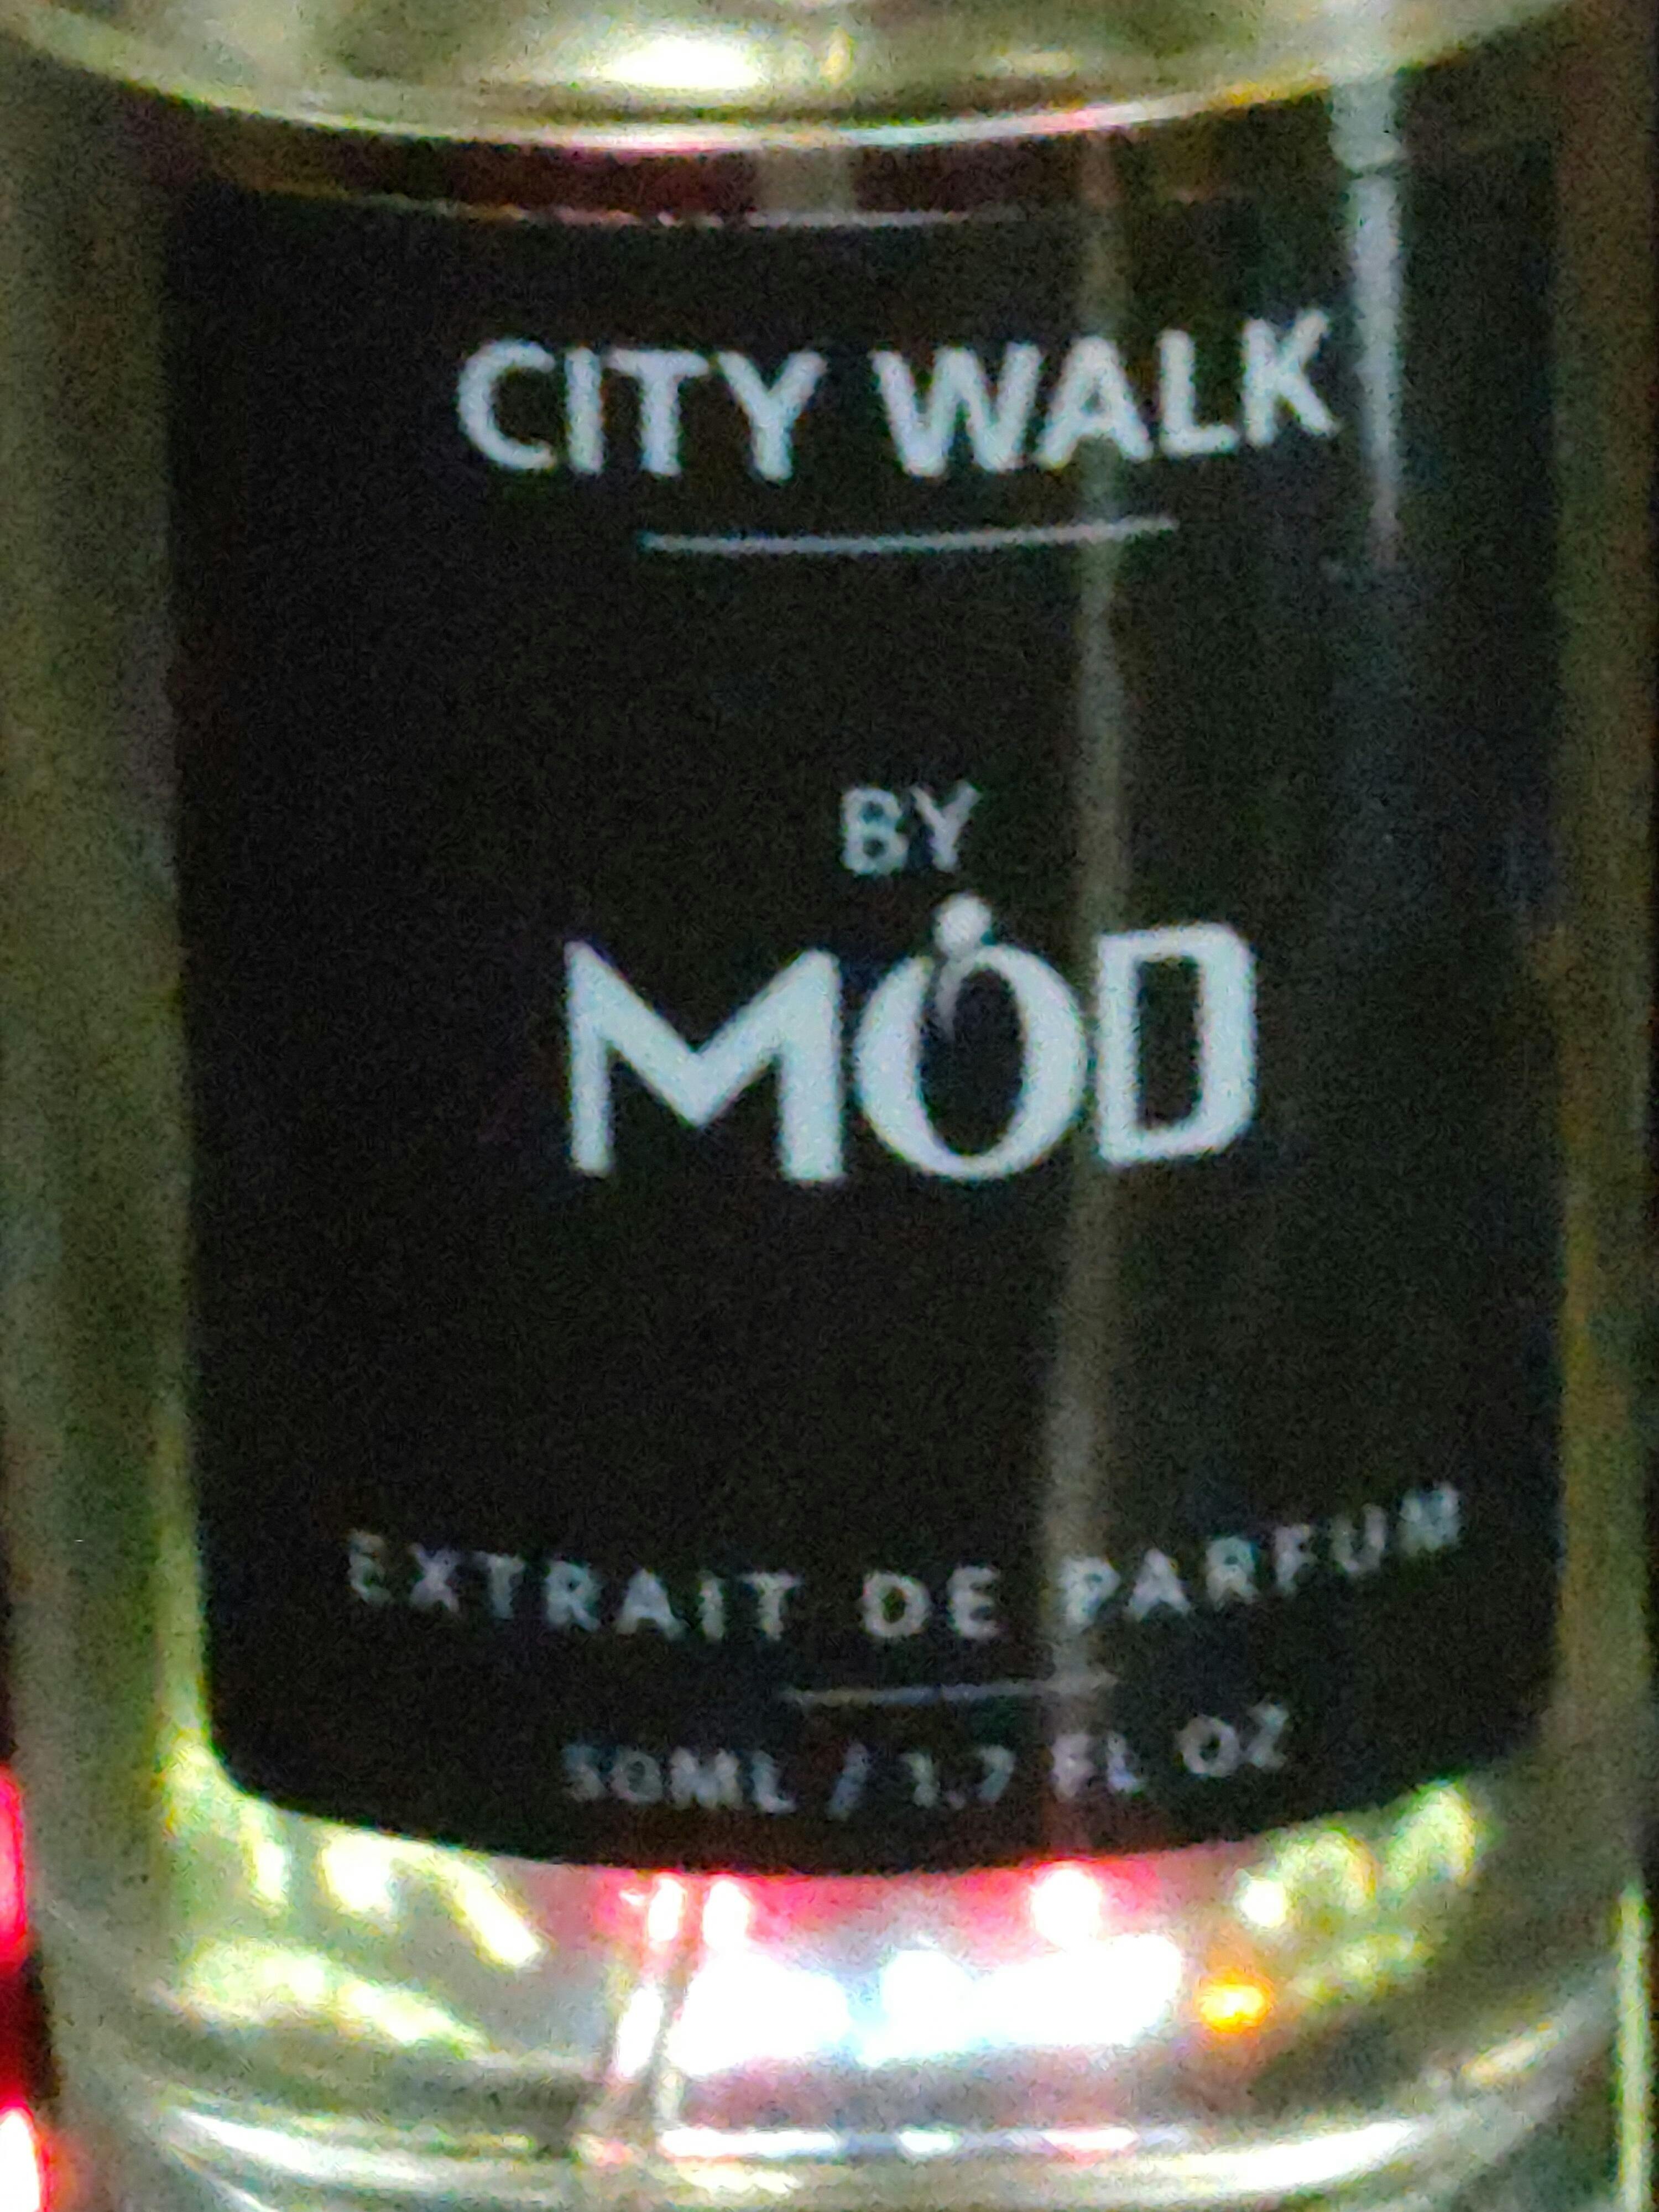 CITY WALK
BY
MOD
EXTRAIT DE PARFUM
50ML / 1.7 FL OZ